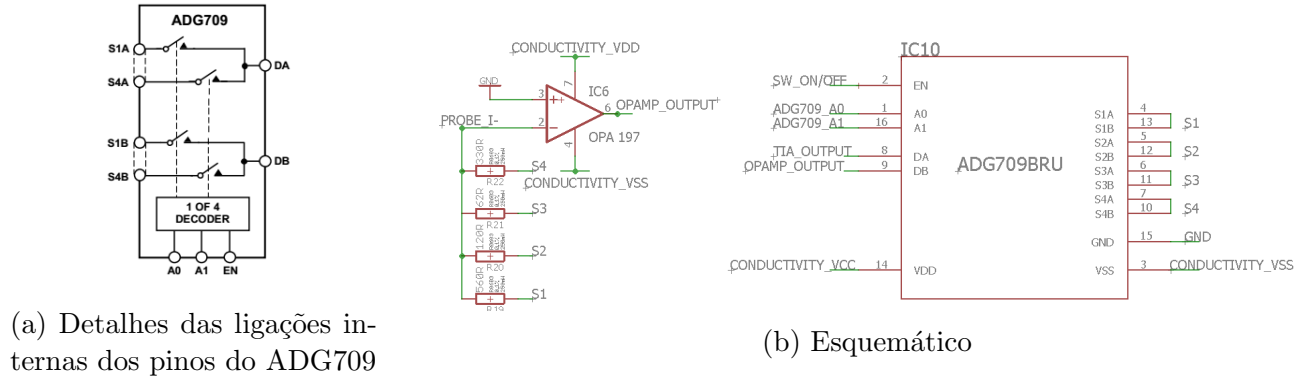 ADG709
S1A
DA
S4A
S1B
DB
S4B
1 OF 4
DECODER
A0 A1 EN
(a) Detalhes das ligações in-
ternas dos pinos do ADG709
CONDUCTIVITY_VDD
GND
7
IC6
3
6 OPAMP_OUTPUT
PROBE_I-
2
OPA 197
4
330R
S4
CONDUCTIVITY_VSS
R22
62R
S3
R21
120R
S2
R20
560R
S1
IC10
SW_ON/OFF 2 EN
ADG709_A0 1 A0
ADG709_A1 16 A1
TIA_OUTPUT 8 DA
OPAMP_OUTPUT 9 DB
CONDUCTIVITY_VCC 14 VDD
ADG709BRU
S1A 4
S1B 13 S1
S2A 5
S2B 12 S2
S3A 6
S3B 11 S3
S4A 7
S4B 10 S4
GND 15 GND
VSS 3 CONDUCTIVITY_VSS
(b) Esquemático